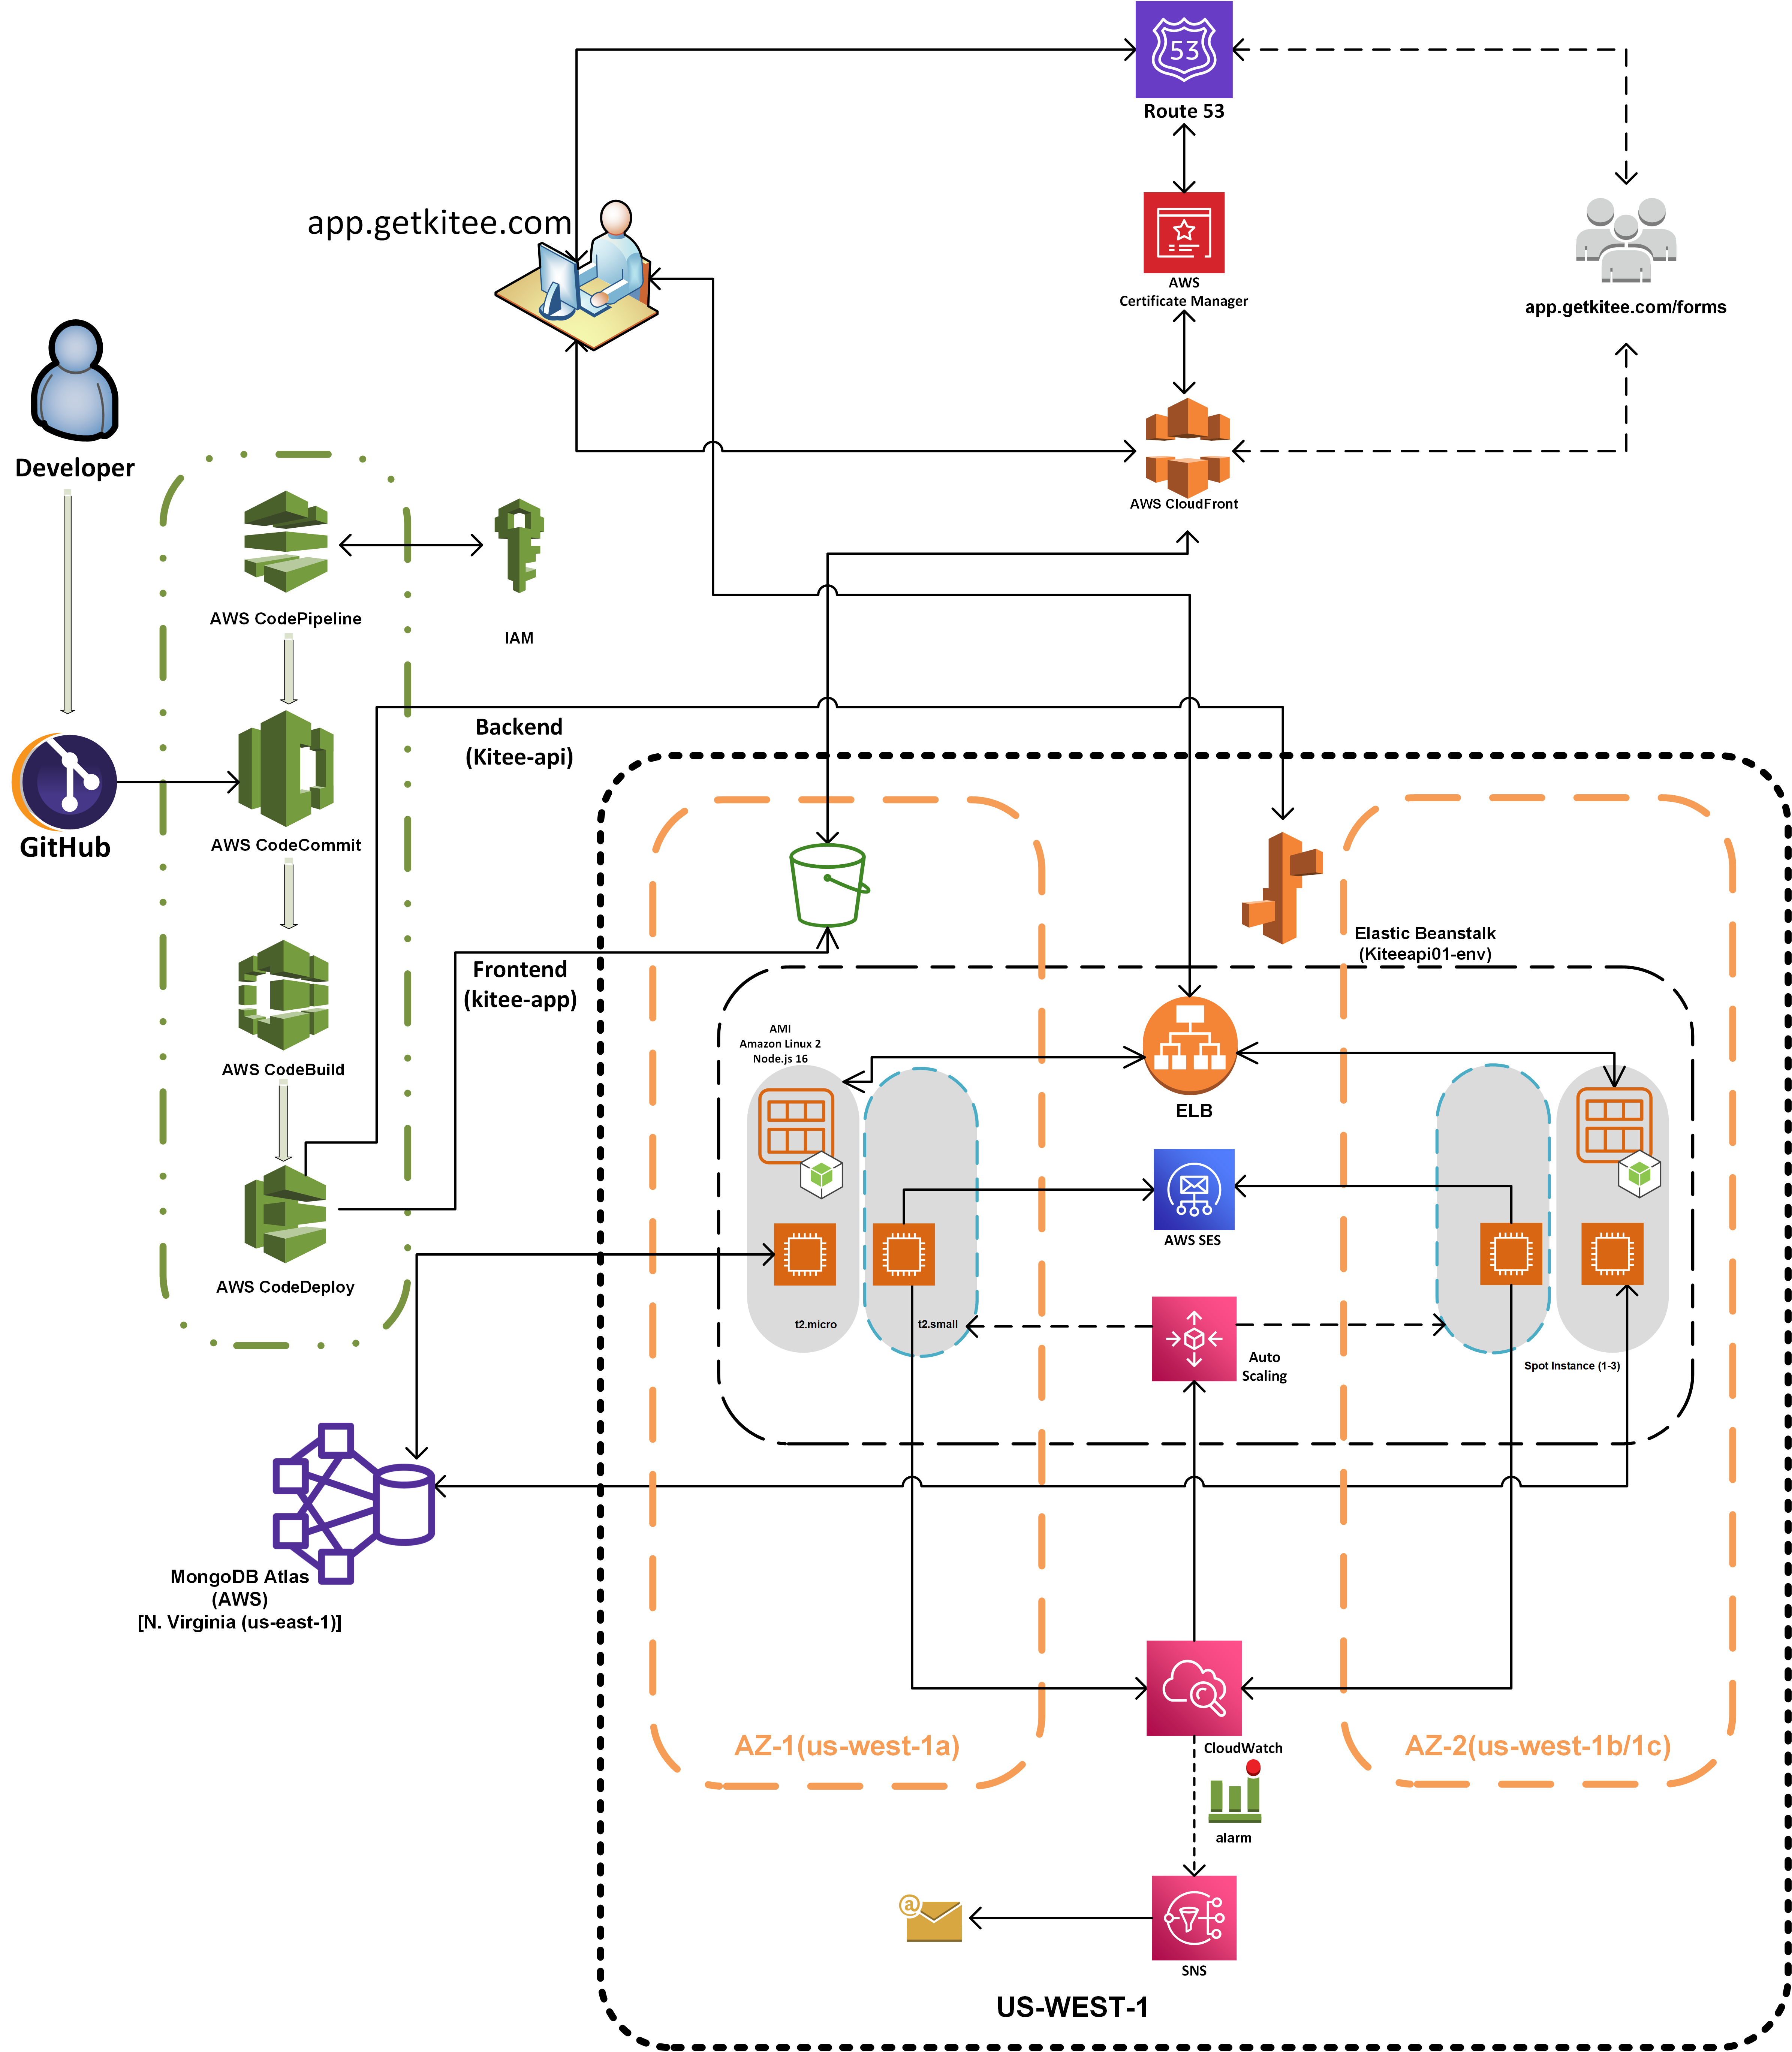 53
Route 53
app.getkitee.com
AWS
Certificate Manager
app.getkitee.com/forms
Developer
AWS CloudFront
AWS CodePipeline
IAM
Backend
(Kitee-api)
GitHub
AWS CodeCommit
Elastic Beanstalk
(Kiteeapi01-env)
Frontend
(kitee-app)
AMI
Amazon Linux 2
Node.js 16
AWS CodeBuild
ELB
AWS SES
AWS CodeDeploy
t2.micro
t2.small
Auto
Scaling
Spot Instance (1-3)
MongoDB Atlas
(AWS)
[N. Virginia (us-east-1)]
AZ-1(us-west-1a)
CloudWatch
AZ-2(us-west-1b/1c)
alarm
@
SNS
US-WEST-1